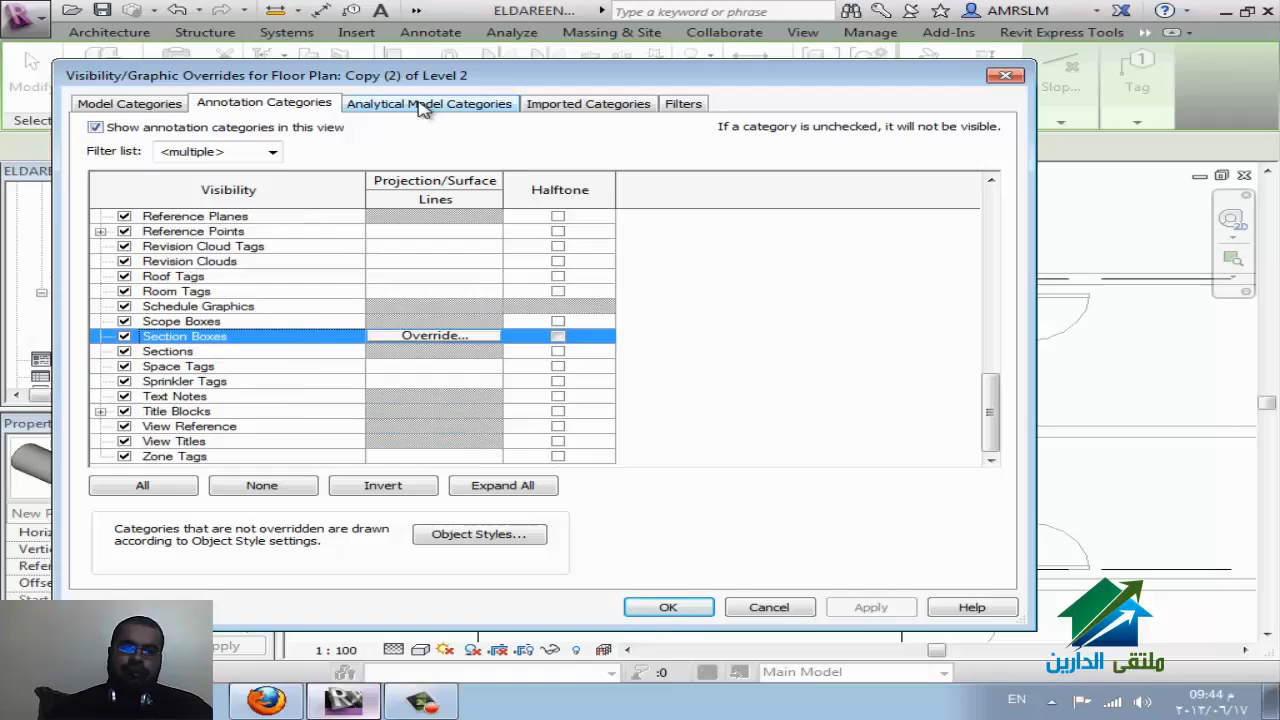 ELDAREEN... Type a keyword or phrase AMRSLM
Architecture Structure Systems Insert Annotate Analyze Massing & Site Collaborate View Manage Add-Ins Revit Express Tools
Modify
Slop... Tag
Select
Visibility/Graphic Overrides for Floor Plan: Copy (2) of Level 2
Model Categories Annotation Categories Analytical Model Categories Imported Categories Filters
Show annotation categories in this view If a category is unchecked, it will not be visible.
Filter list: <multiple>
ELDARE
Visibility Projection/Surface Halftone
Lines
Reference Planes
Reference Points
Revision Cloud Tags
Revision Clouds
Roof Tags
Room Tags
Schedule Graphics
Scope Boxes
Section Boxes Override...
Sections
Space Tags
Sprinkler Tags
Text Notes
Title Blocks
View Reference
View Titles
Zone Tags
All None Invert Expand All
Categories that are not overridden are drawn
according to Object Style settings.
Object Styles...
OK Cancel Apply Help
2D
Propert
New P
Horiz
Vertic
Refer
Offse
Start
pply
1 : 100
:0 Main Model
ملتقى الدارين
EN 09:44 م
٢٠١٣/٠٦/١٧